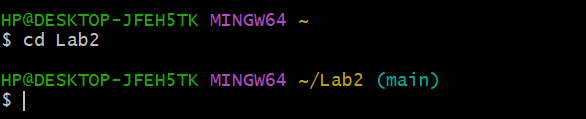 HP@DESKTOP-JFEH5TK MINGW64 ~
$ cd Lab2
HP@DESKTOP-JFEH5TK MINGW64 ~/Lab2 (main)
$